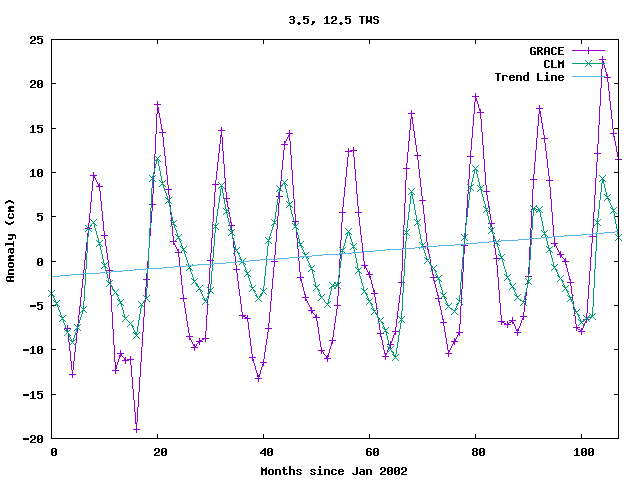 3.5, 12.5 TWS
GRACE
CLM
Trend Line
25
20
15
10
5
0
-5
-10
-15
-20
Anomaly (cm)
0 20 40 60 80 100
Months since Jan 2002